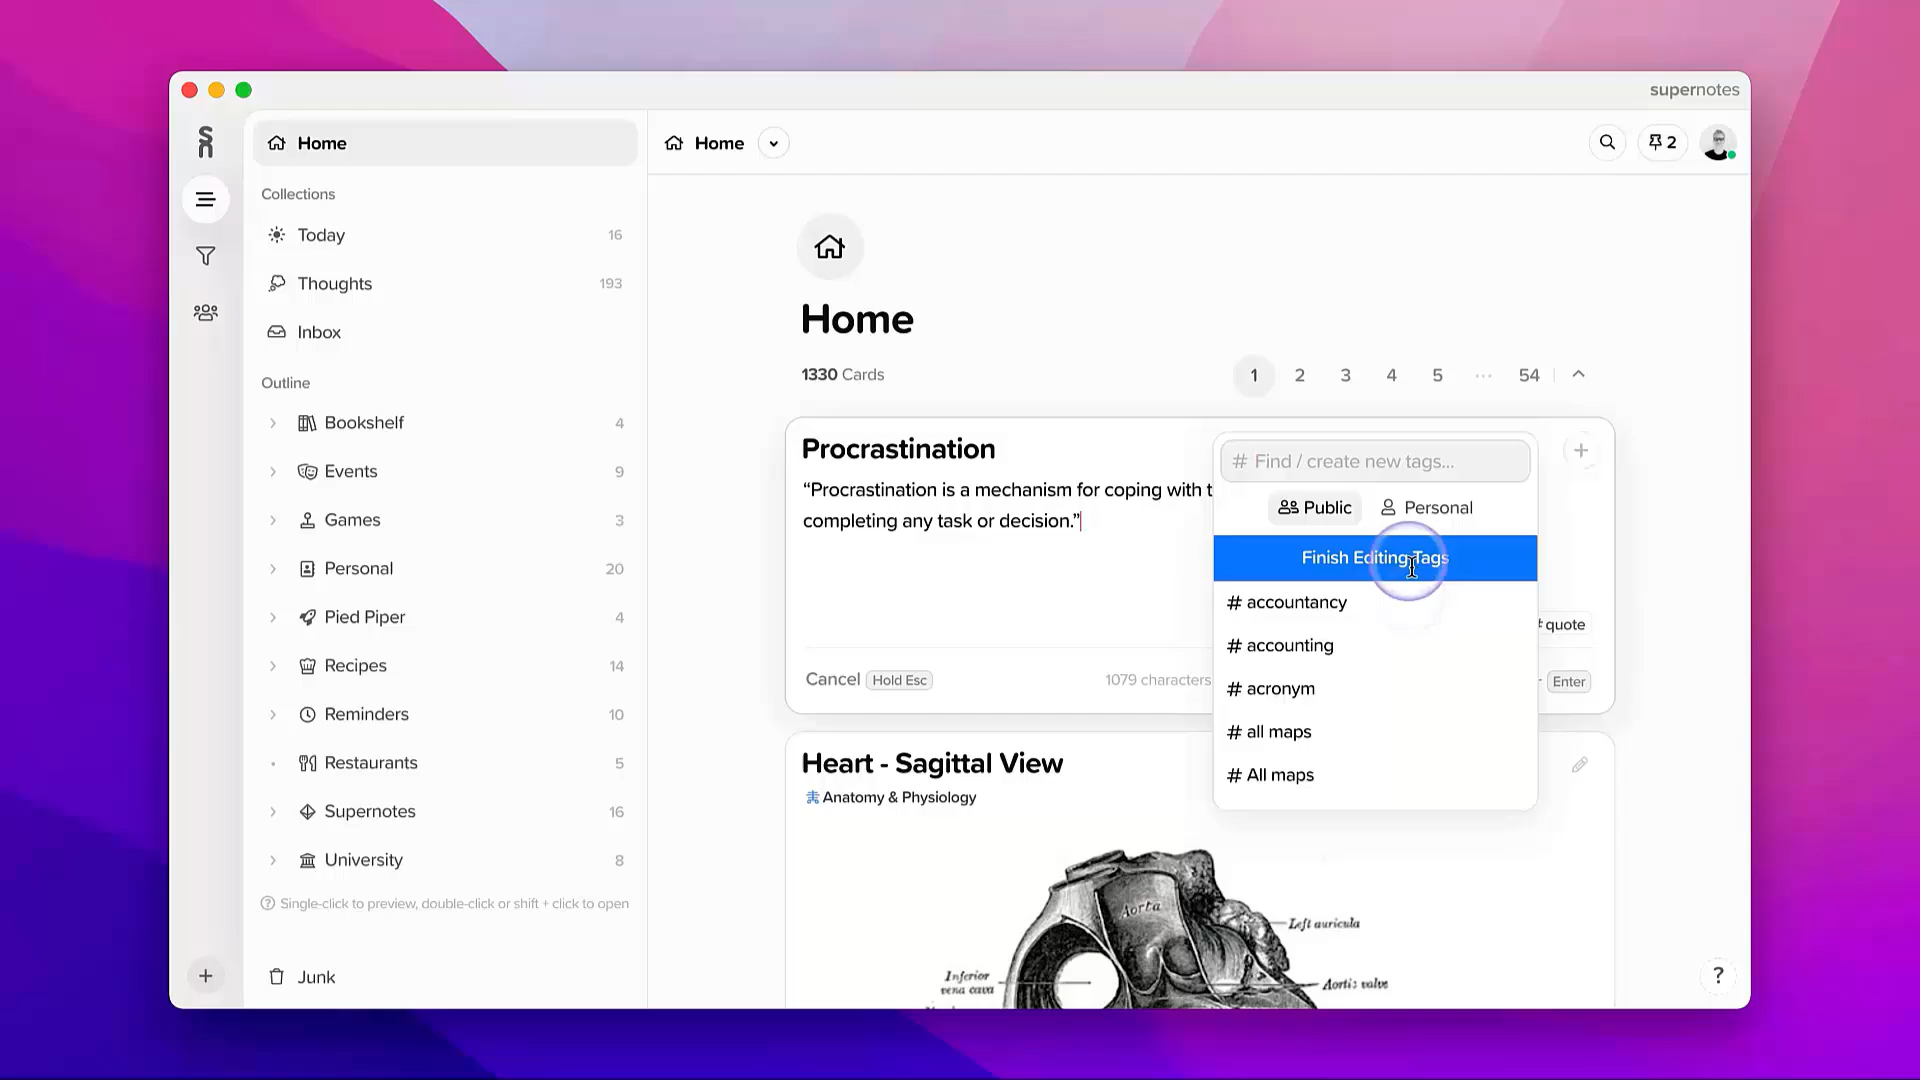 supernotes
Home
Collections
Today 16
Thoughts 193
Inbox
Outline
Bookshelf 4
Events 9
Games 3
Personal 20
Pied Piper 4
Recipes 14
Reminders 10
Restaurants 5
Supernotes 16
University 8
Single-click to preview, double-click or shift + click to open
Junk
Home
2
Home
1330 Cards
1 2 3 4 5 ... 54
Procrastination
“Procrastination is a mechanism for coping with t
completing any task or decision.”
# Find / create new tags...
Public Personal
Finish Editing Tags
# accountancy
# accounting
# acronym
# all maps
# All maps
# quote
Cancel Hold Esc 1079 characters
Enter
Heart - Sagittal View
Anatomy & Physiology
Aorta
Left auricula
Inferior
vena cava
Aortic valve
?